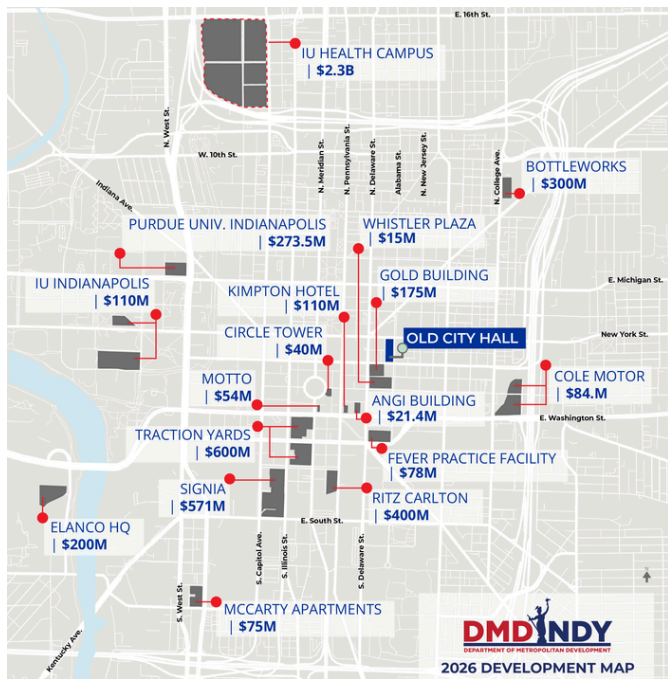 E. 16th St.
IU HEALTH CAMPUS
| $2.3B
N. West St.
W. 10th St.
N. Meridian St.
N. Pennsylvania St.
N. Delaware St.
Alabama St.
N. New Jersey St.
N. College Ave.
BOTTLEWORKS
| $300M
Indiana Ave.
PURDUE UNIV. INDIANAPOLIS
| $273.5M
WHISTLER PLAZA
| $15M
IU INDIANAPOLIS
| $110M
KIMPTON HOTEL
| $110M
GOLD BUILDING
| $175M
E. Michigan St.
CIRCLE TOWER
| $40M
OLD CITY HALL
New York St.
MOTTO
| $54M
COLE MOTOR
| $84.M
ANGI BUILDING
| $21.4M
E. Washington St.
TRACTION YARDS
| $600M
FEVER PRACTICE FACILITY
| $78M
SIGNIA
| $571M
RITZ CARLTON
| $400M
ELANCO HQ
| $200M
E. South St.
S. Capitol Ave.
S. Illinois St.
S. Delaware St.
S. West St.
MCCARTY APARTMENTS
| $75M
Kentucky Ave.
DMD INDY
DEPARTMENT OF METROPOLITAN DEVELOPMENT
2026 DEVELOPMENT MAP